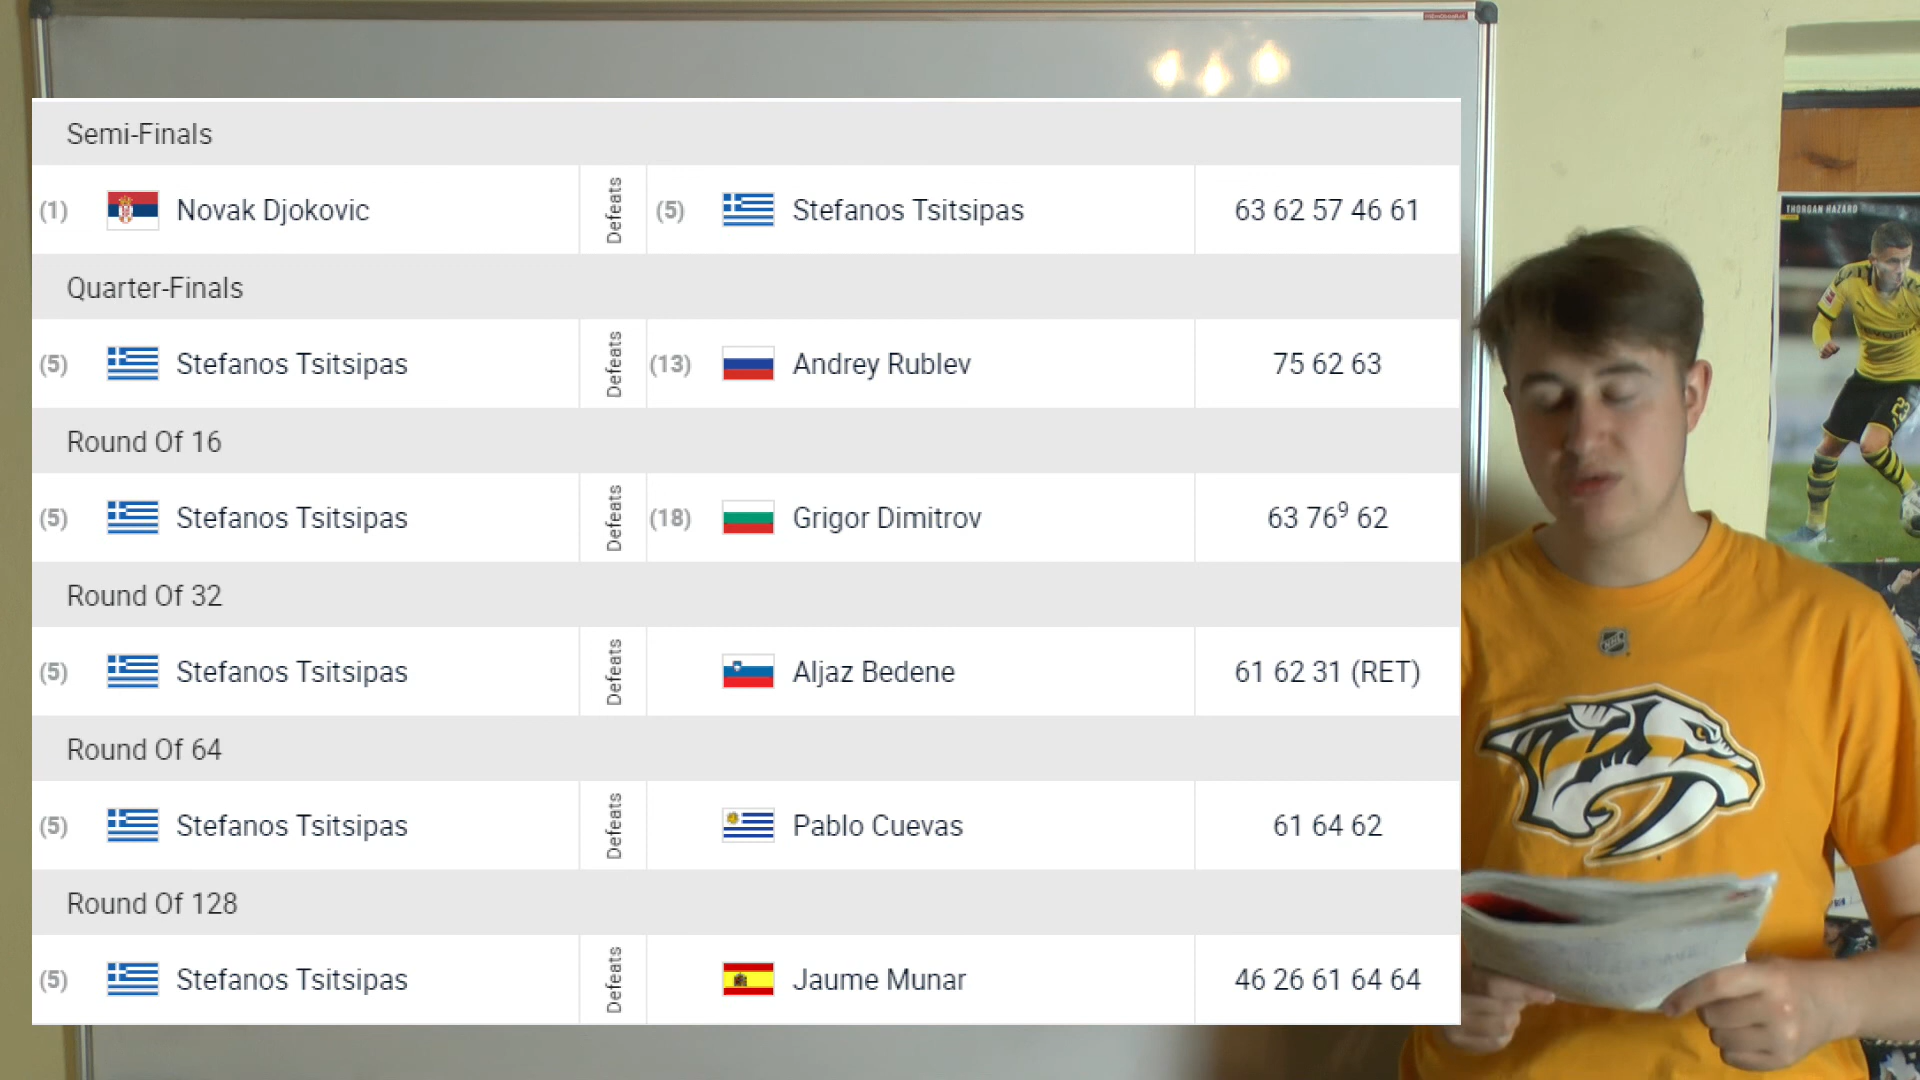 Semi-Finals
(1) Novak Djokovic Defeats (5) Stefanos Tsitsipas 63 62 57 46 61
Quarter-Finals
(5) Stefanos Tsitsipas Defeats (13) Andrey Rublev 75 62 63
Round Of 16
(5) Stefanos Tsitsipas Defeats (18) Grigor Dimitrov 63 76⁹ 62
Round Of 32
(5) Stefanos Tsitsipas Defeats Aljaz Bedene 61 62 31 (RET)
Round Of 64
(5) Stefanos Tsitsipas Defeats Pablo Cuevas 61 64 62
Round Of 128
(5) Stefanos Tsitsipas Defeats Jaume Munar 46 26 61 64 64
THORGAN HAZARD
23
NHL